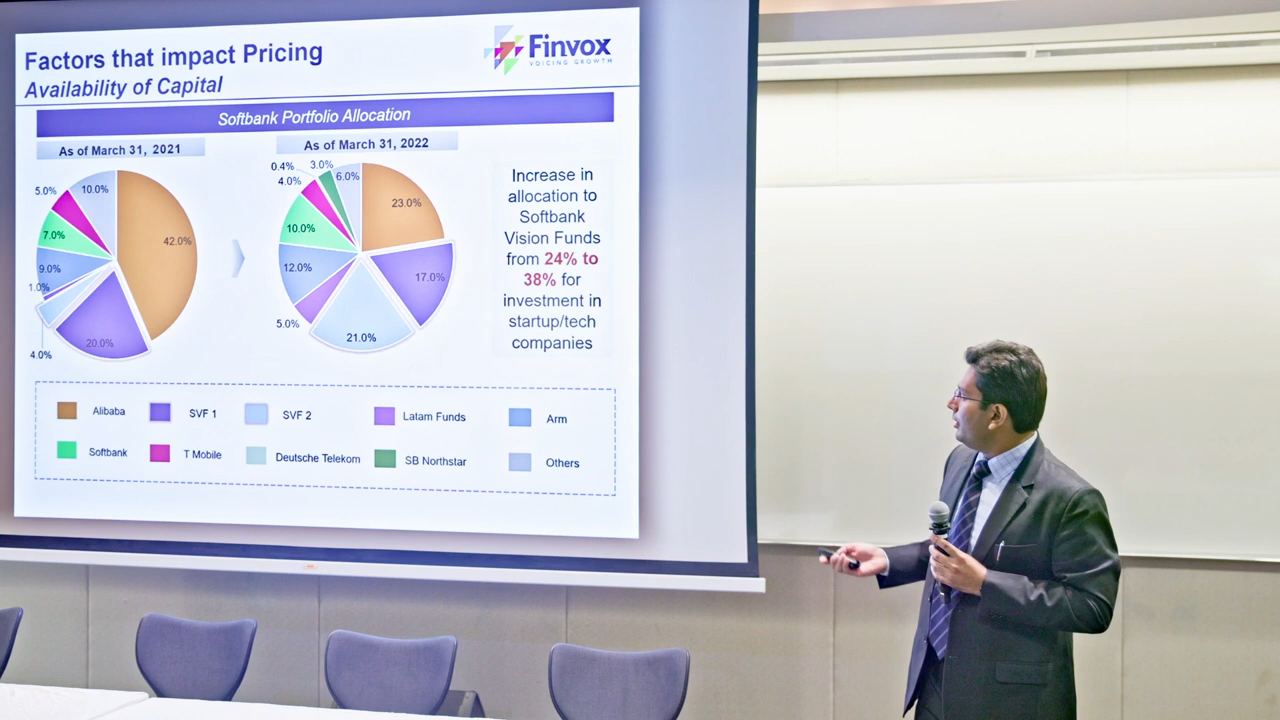 Factors that impact Pricing
Availability of Capital
Finvox
VOICING GROWTH
Softbank Portfolio Allocation
As of March 31, 2021
As of March 31, 2022
42.0%
20.0%
4.0%
1.0%
9.0%
7.0%
5.0%
10.0%
23.0%
17.0%
21.0%
5.0%
12.0%
10.0%
4.0%
0.4%
3.0%
6.0%
Increase in
allocation to
Softbank
Vision Funds
from 24% to
38% for
investment in
startup/tech
companies
Alibaba
SVF 1
SVF 2
Latam Funds
Arm
Softbank
T Mobile
Deutsche Telekom
SB Northstar
Others